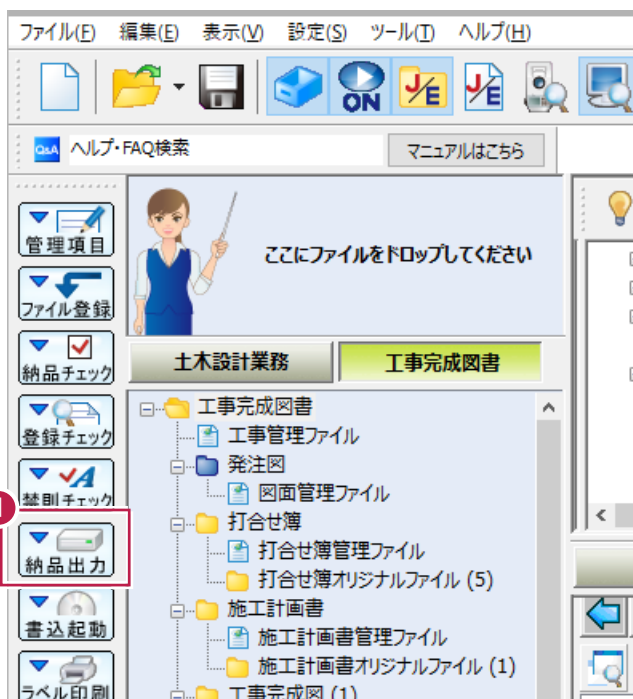 ファイル(F) 編集(E) 表示(V) 設定(S) ツール(T) ヘルプ(H)
ON J/E J/E
Q&A ヘルプ・FAQ検索 マニュアルはこちら
管理項目
ここにファイルをドロップしてください
ファイル登録
納品チェック
土木設計業務 工事完成図書
登録チェック
工事完成図書
工事管理ファイル
発注図
禁則チェック
図面管理ファイル
1
打合せ簿
納品出力
打合せ簿管理ファイル
打合せ簿オリジナルファイル (5)
施工計画書
書込起動
施工計画書管理ファイル
施工計画書オリジナルファイル (1)
ラベル印刷
工事完成図 (1)